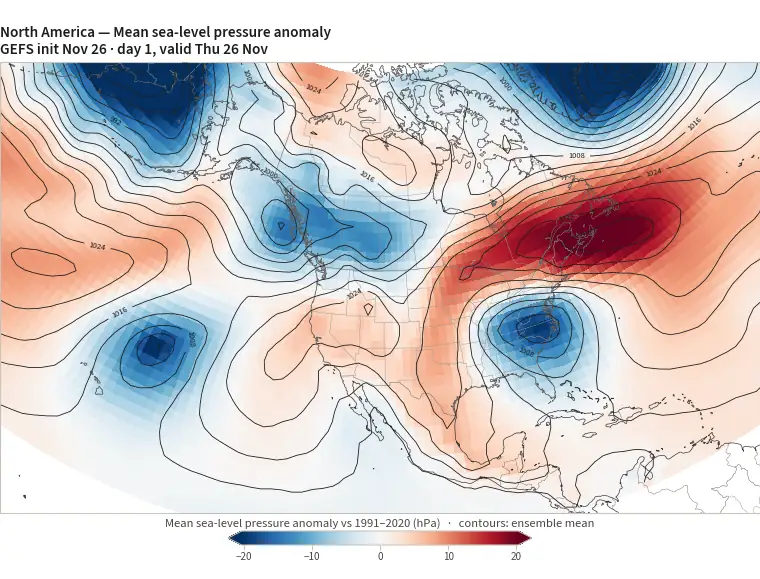 North America — Mean sea-level pressure anomaly
GEFS init Nov 26 · day 1, valid Thu 26 Nov
1024
1000
1016
992
1008
1024
1016
1024
1024
1016
Mean sea-level pressure anomaly vs 1991–2020 (hPa)  ·  contours: ensemble mean
−20 −10 0 10 20